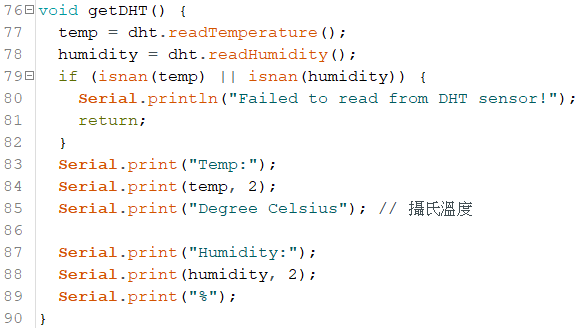 76 void getDHT() {
77   temp = dht.readTemperature();
78   humidity = dht.readHumidity();
79   if (isnan(temp) || isnan(humidity)) {
80     Serial.println("Failed to read from DHT sensor!");
81     return;
82   }
83   Serial.print("Temp:");
84   Serial.print(temp, 2);
85   Serial.print("Degree Celsius"); // 攝氏溫度
86
87   Serial.print("Humidity:");
88   Serial.print(humidity, 2);
89   Serial.print("%");
90 }